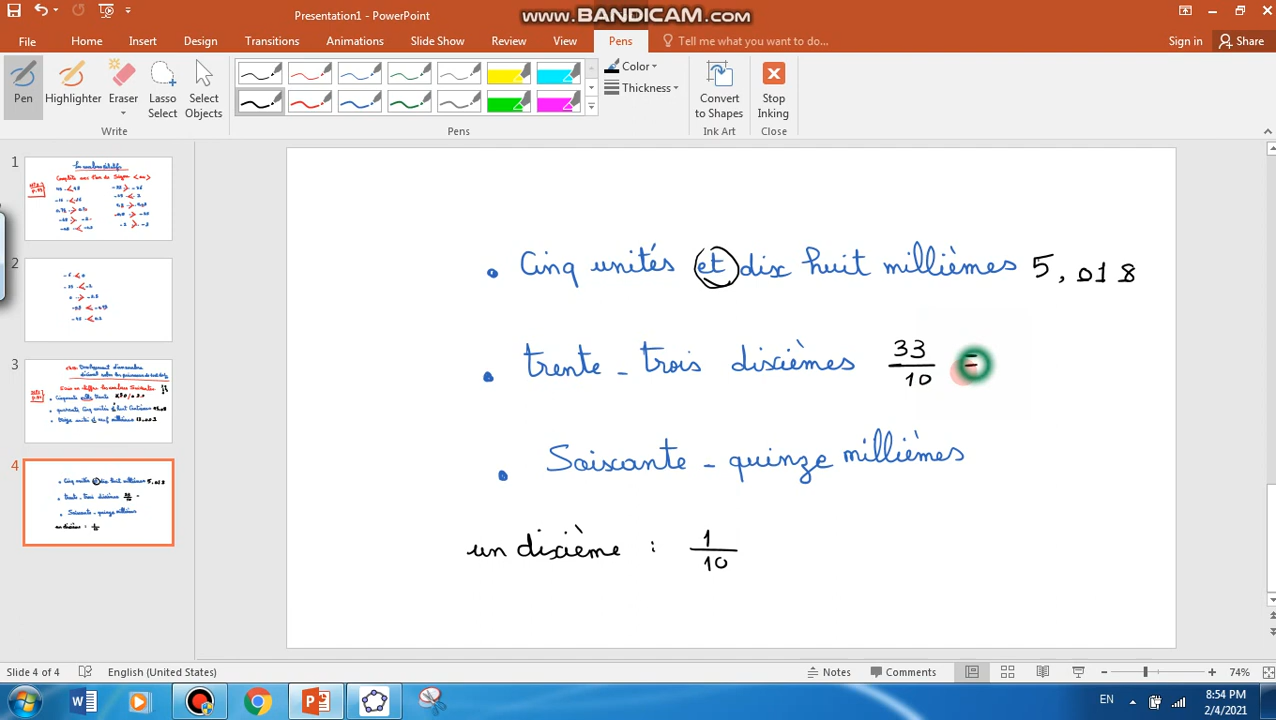 Presentation1 - PowerPoint
www.BANDICAM.com
File Home Insert Design Transitions Animations Slide Show Review View Pens Tell me what you want to do... Sign in Share
Pen Highlighter Eraser Lasso Select Select Objects
Color
Thickness
Convert to Shapes Stop Inking
Write Pens Ink Art Close
1
2
3
4
Cinq unités et dix huit millièmes 5,018
trente - trois dixièmes 33/10 =
Soixante - quinze millièmes
un dixième : 1/10
Slide 4 of 4 English (United States) Notes Comments 74%
EN 8:54 PM
2/4/2021